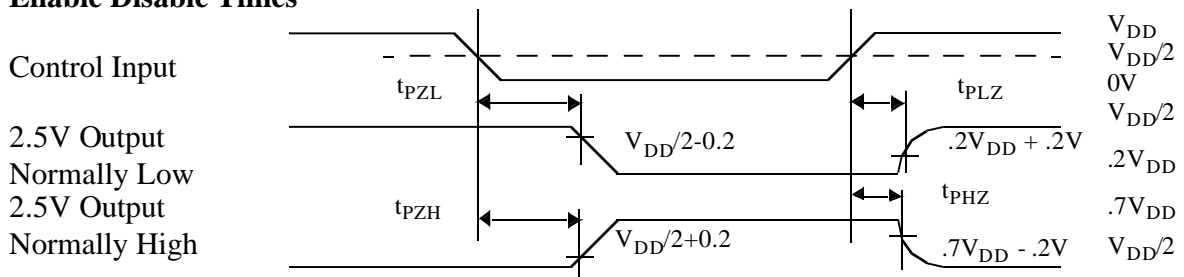 Enable Disable Times
Control Input
V_DD
V_DD/2
0V
t_PZL
t_PLZ
2.5V Output
Normally Low
V_DD/2-0.2
.2V_DD + .2V
V_DD/2
.2V_DD
2.5V Output
Normally High
t_PZH
t_PHZ
V_DD/2+0.2
.7V_DD - .2V
.7V_DD
V_DD/2